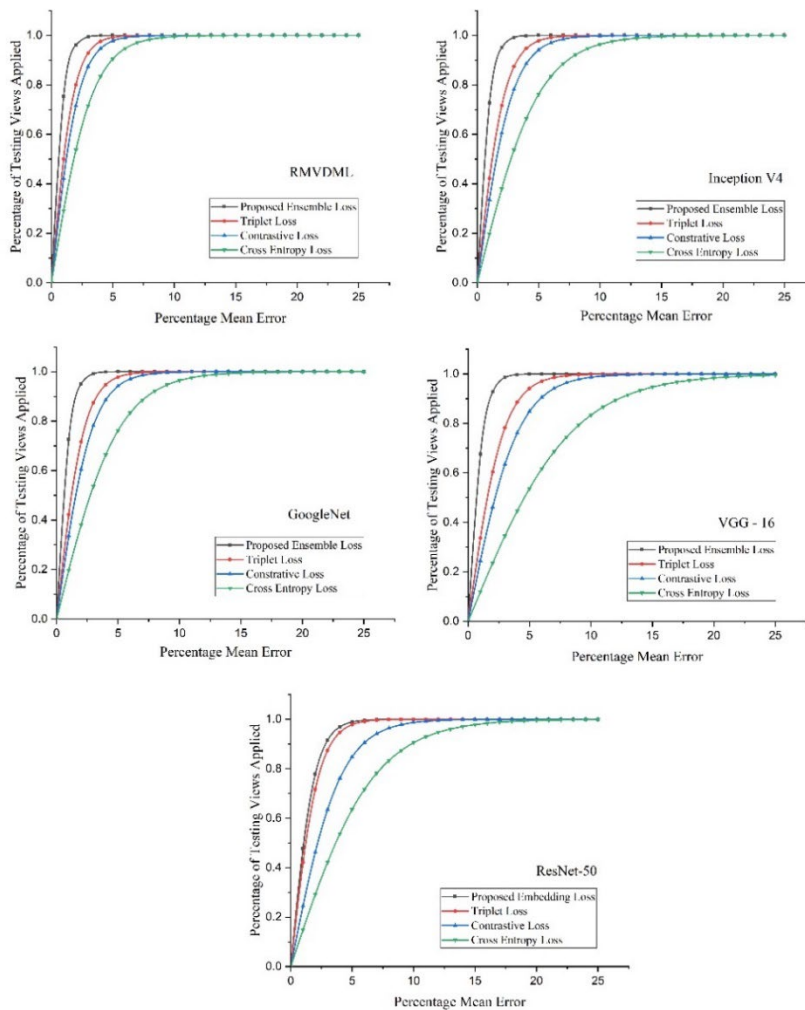 Percentage of Testing Views Applied
1.0
0.8
0.6
0.4
0.2
0.0
RMVDML
Proposed Ensemble Loss
Triplet Loss
Contrastive Loss
Cross Entropy Loss
0 5 10 15 20 25
Percentage Mean Error
Percentage of Testing Views Applied
1.0
0.8
0.6
0.4
0.2
0.0
Inception V4
Proposed Ensemble Loss
Triplet Loss
Constrative Loss
Cross Entropy Loss
0 5 10 15 20 25
Percentage Mean Error
Percentage of Testing Views Applied
1.0
0.8
0.6
0.4
0.2
0.0
GoogleNet
Proposed Ensemble Loss
Triplet Loss
Constrative Loss
Cross Entropy Loss
0 5 10 15 20 25
Percentage Mean Error
Percentage of Testing Views Applied
1.0
0.8
0.6
0.4
0.2
0.0
VGG - 16
Proposed Ensemble Loss
Triplet Loss
Contrastive Loss
Cross Entropy Loss
0 5 10 15 20 25
Percentage Mean Error
Percentage of Testing Views Applied
1.0
0.8
0.6
0.4
0.2
0.0
ResNet-50
Proposed Embedding Loss
Triplet Loss
Contrastive Loss
Cross Entropy Loss
0 5 10 15 20 25
Percentage Mean Error